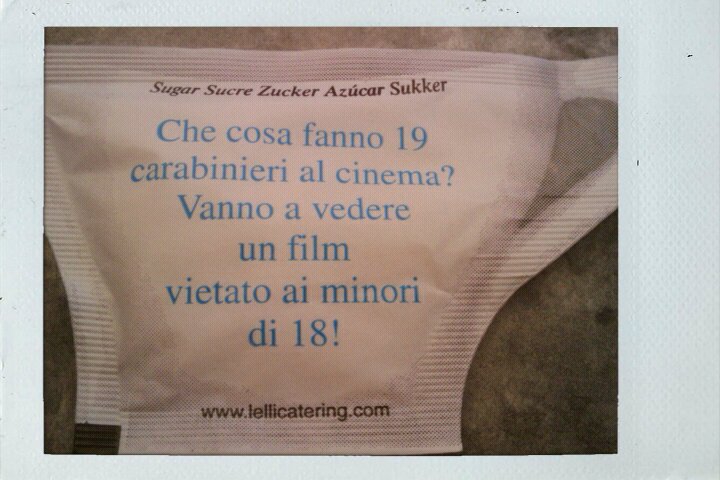 Sugar Sucre Zucker Azúcar Sukker
Che cosa fanno 19
carabinieri al cinema?
Vanno a vedere
un film
vietato ai minori
di 18!
www.lellicatering.com